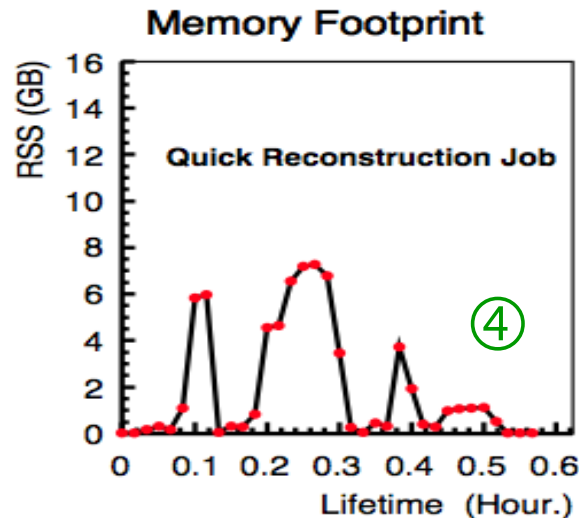 Memory Footprint
RSS (GB)
16
14
12
10
8
6
4
2
0
Quick Reconstruction Job
④
0 0.1 0.2 0.3 0.4 0.5 0.6
Lifetime (Hour.)